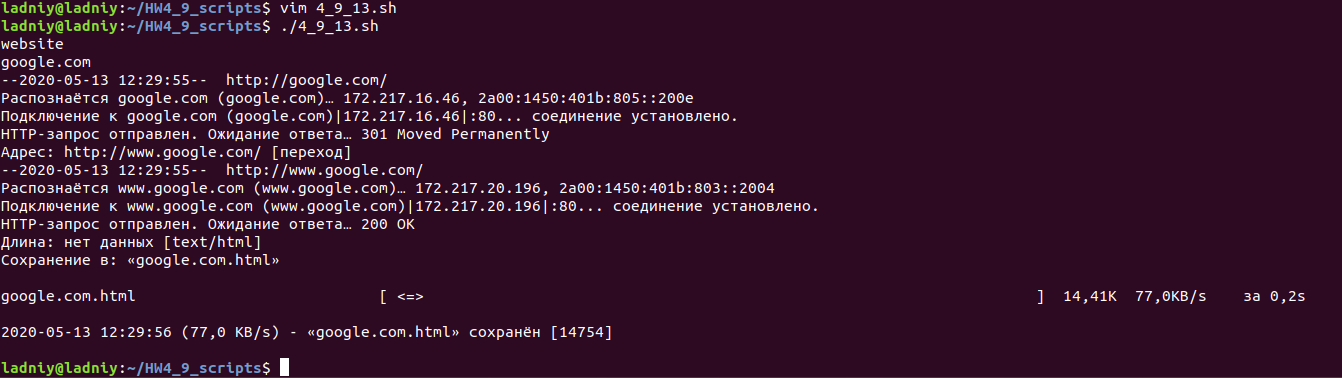 ladniy@ladniy:~/HW4_9_scripts$ vim 4_9_13.sh
ladniy@ladniy:~/HW4_9_scripts$ ./4_9_13.sh
website
google.com
--2020-05-13 12:29:55--  http://google.com/
Распознаётся google.com (google.com)… 172.217.16.46, 2a00:1450:401b:805::200e
Подключение к google.com (google.com)|172.217.16.46|:80... соединение установлено.
HTTP-запрос отправлен. Ожидание ответа… 301 Moved Permanently
Адрес: http://www.google.com/ [переход]
--2020-05-13 12:29:55--  http://www.google.com/
Распознаётся www.google.com (www.google.com)… 172.217.20.196, 2a00:1450:401b:803::2004
Подключение к www.google.com (www.google.com)|172.217.20.196|:80... соединение установлено.
HTTP-запрос отправлен. Ожидание ответа… 200 OK
Длина: нет данных [text/html]
Сохранение в: «google.com.html»
google.com.html [ <=> ] 14,41K 77,0KB/s за 0,2s
2020-05-13 12:29:56 (77,0 KB/s) - «google.com.html» сохранён [14754]
ladniy@ladniy:~/HW4_9_scripts$